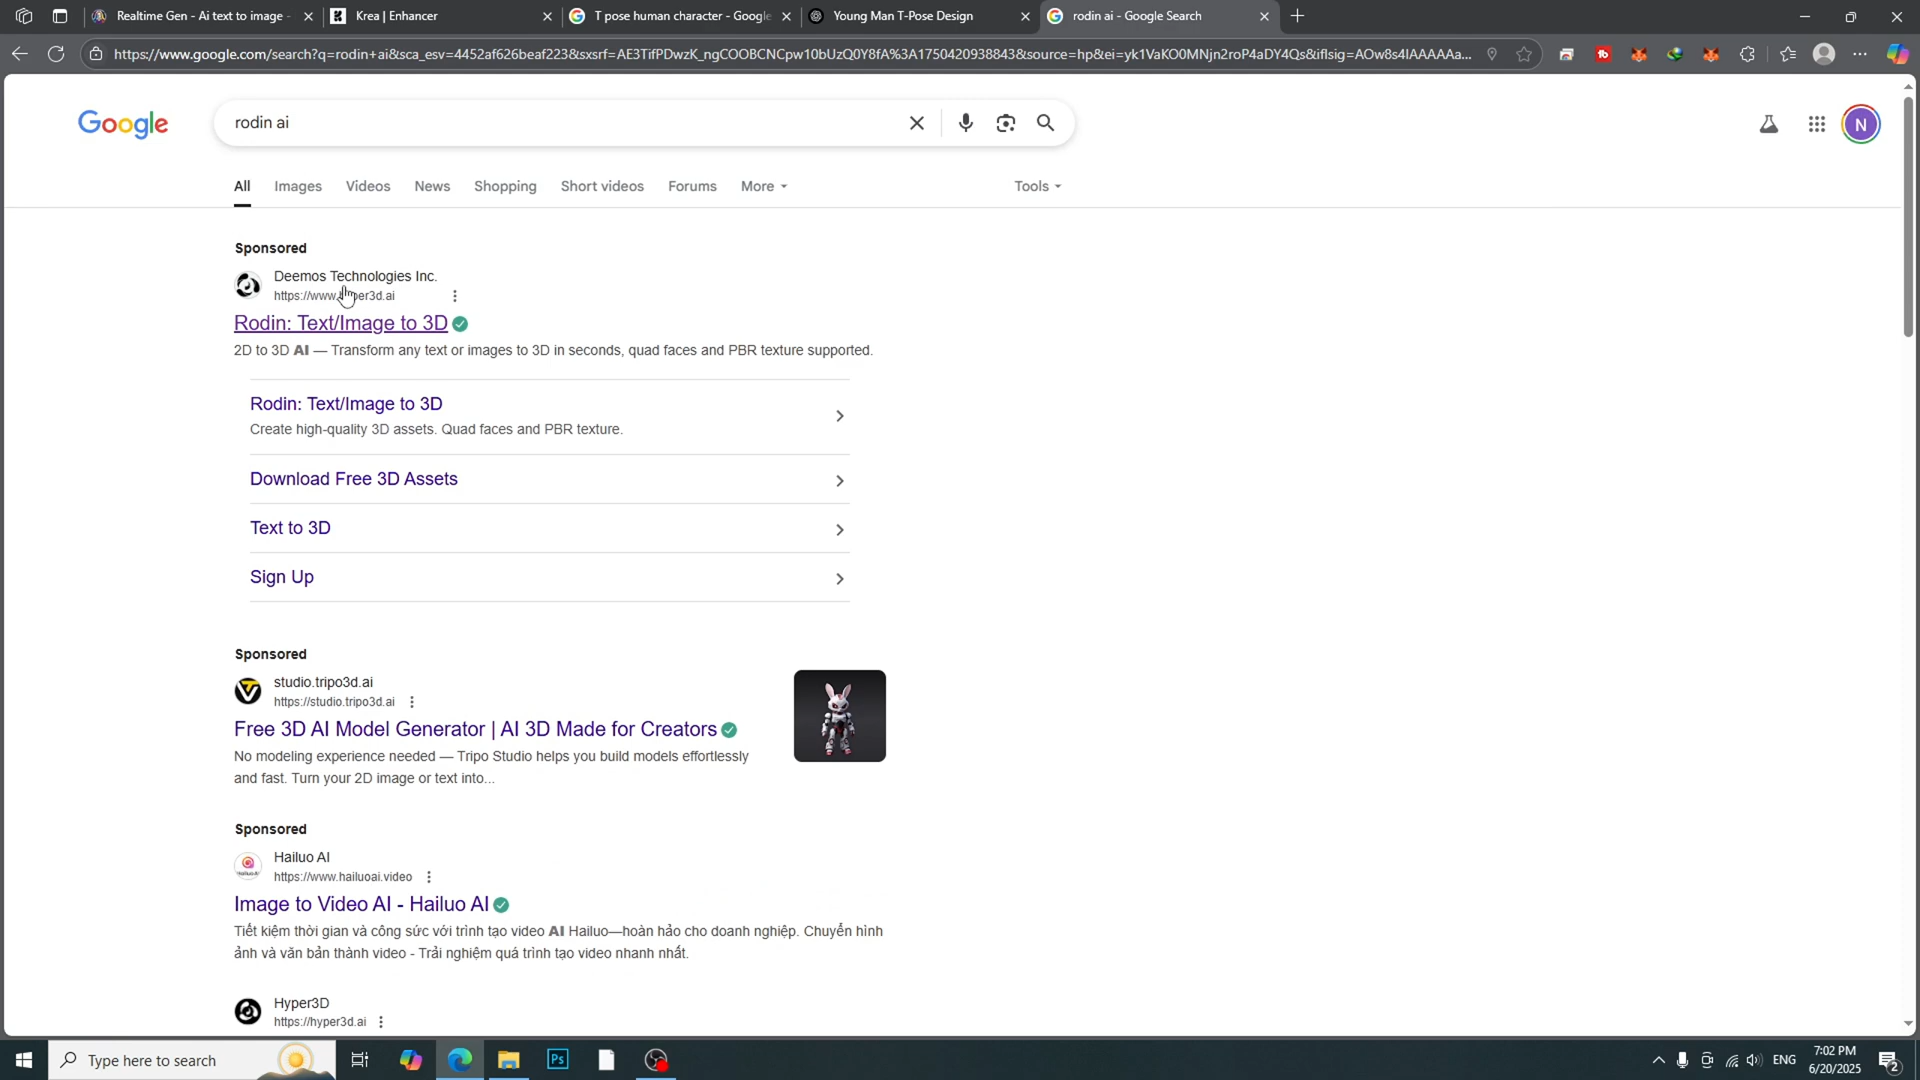 Realtime Gen - Ai text to image -
Krea | Enhancer
T pose human character - Google
Young Man T-Pose Design
rodin ai - Google Search
https://www.google.com/search?q=rodin+ai&sca_esv=4452af626beaf223&sxsrf=AE3TifPDwzK_ngCOOBCNCpw10bUzQ0Y8fA%3A1750420938843&source=hp&ei=yk1VaKO0MNjn2roP4aDY4Qs&iflsig=AOw8s4IAAAAAa...
Google
rodin ai
N
All Images Videos News Shopping Short videos Forums More Tools
Sponsored
Deemos Technologies Inc.
Rodin: Text/Image to 3D
2D to 3D AI — Transform any text or images to 3D in seconds, quad faces and PBR texture supported.
Rodin: Text/Image to 3D
Create high-quality 3D assets. Quad faces and PBR texture.
Download Free 3D Assets
Text to 3D
Sign Up
Sponsored
studio.tripo3d.ai
https://studio.tripo3d.ai
Free 3D AI Model Generator | AI 3D Made for Creators
No modeling experience needed — Tripo Studio helps you build models effortlessly
and fast. Turn your 2D image or text into...
Sponsored
Hailuo AI
https://www.hailuoai.video
Image to Video AI - Hailuo AI
Tiết kiệm thời gian và công sức với trình tạo video AI Hailuo—hoàn hảo cho doanh nghiệp. Chuyển hình
ảnh và văn bản thành video - Trải nghiệm quá trình tạo video nhanh nhất.
Hyper3D
https://hyper3d.ai
Type here to search
Ps
ENG
7:02 PM
6/20/2025
2